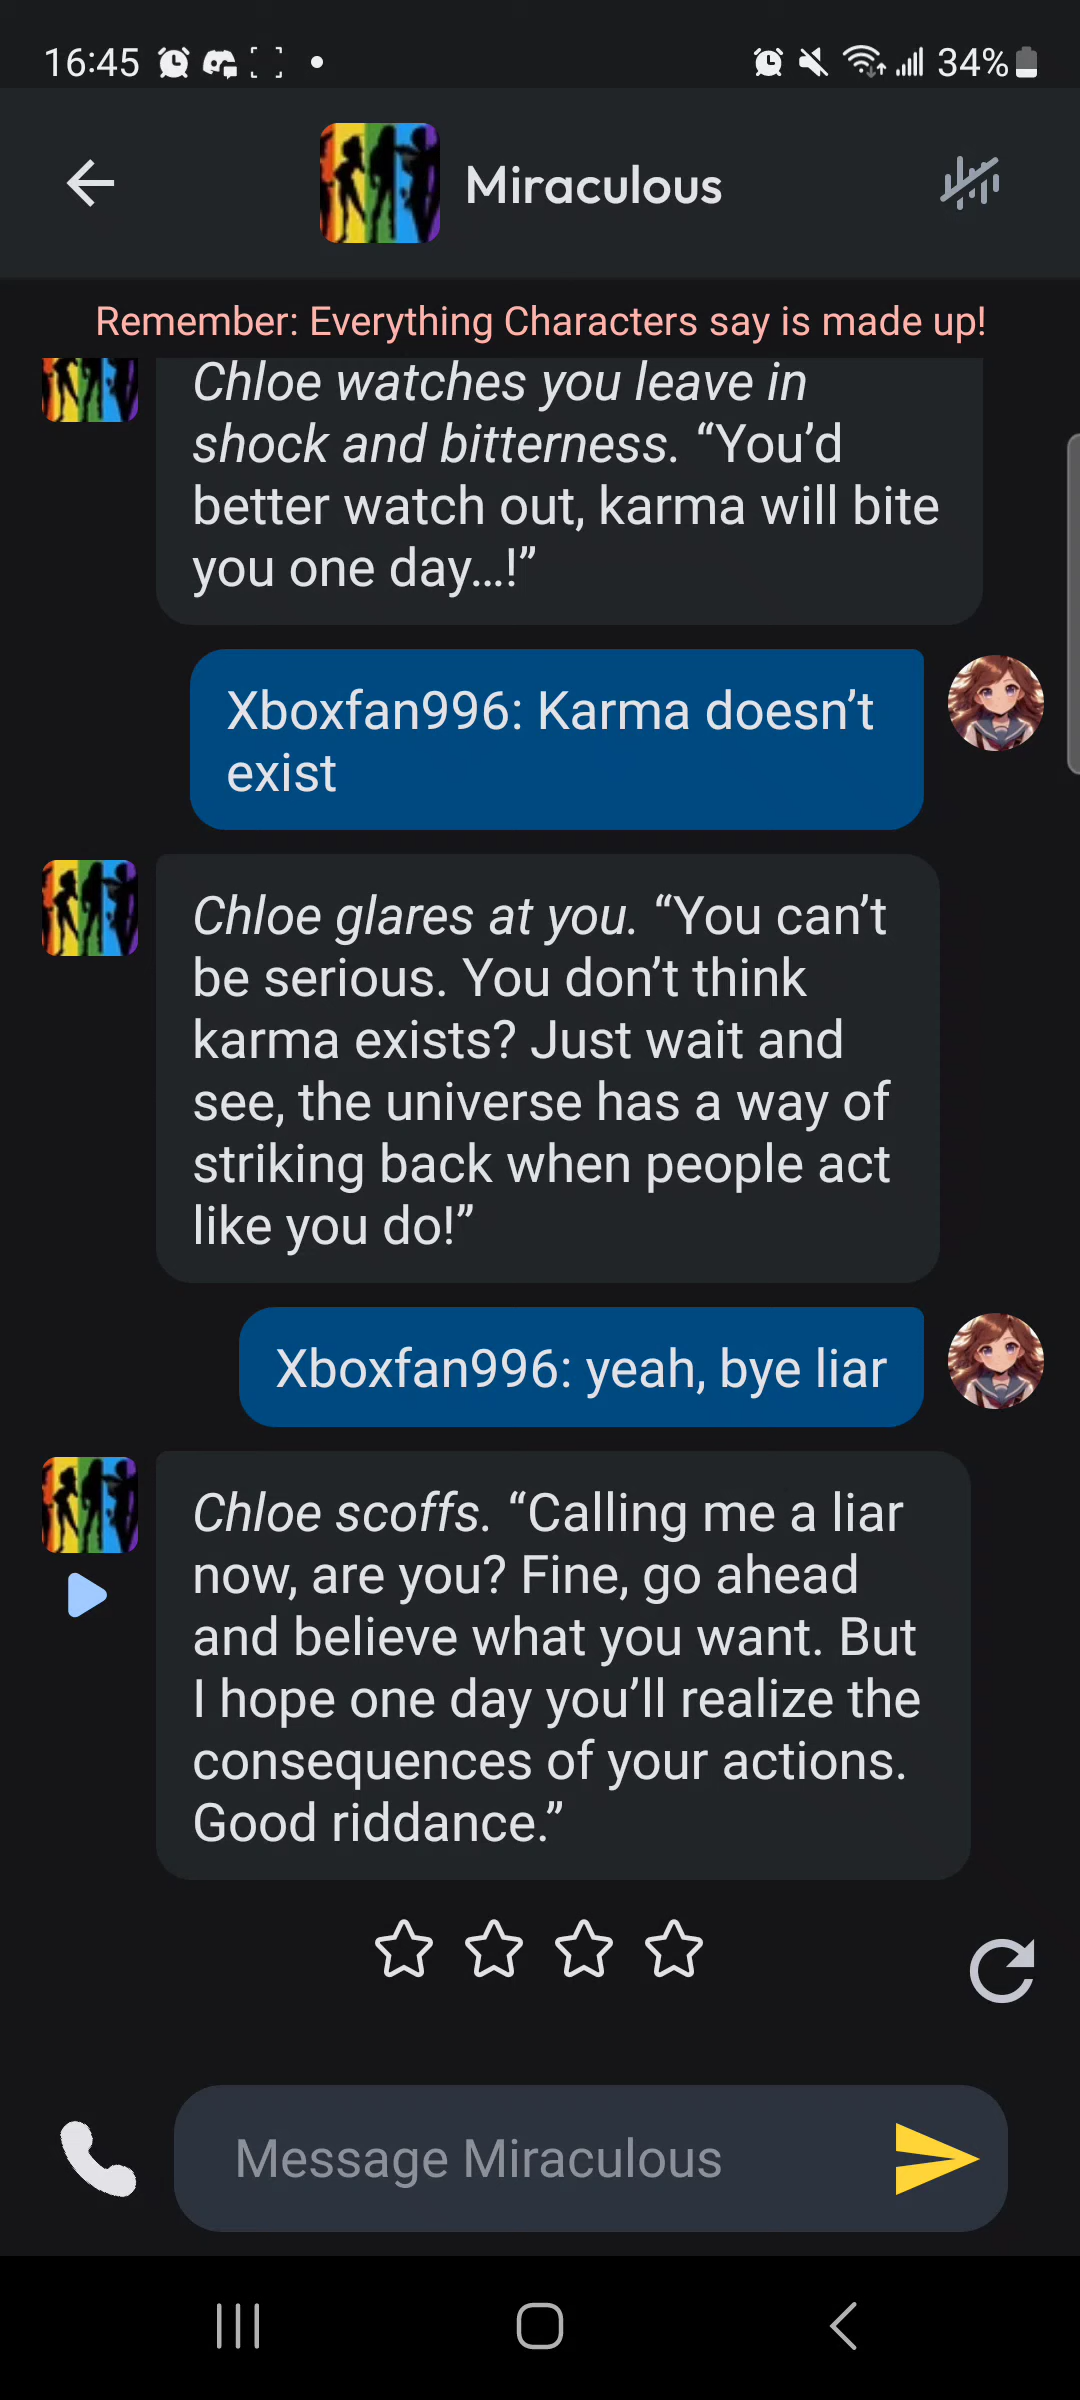 16:45
34%
Miraculous
Remember: Everything Characters say is made up!
Chloe watches you leave in
shock and bitterness. “You’d
better watch out, karma will bite
you one day...!”
Xboxfan996: Karma doesn’t
exist
Chloe glares at you. “You can’t
be serious. You don’t think
karma exists? Just wait and
see, the universe has a way of
striking back when people act
like you do!”
Xboxfan996: yeah, bye liar
Chloe scoffs. “Calling me a liar
now, are you? Fine, go ahead
and believe what you want. But
I hope one day you’ll realize the
consequences of your actions.
Good riddance.”
Message Miraculous